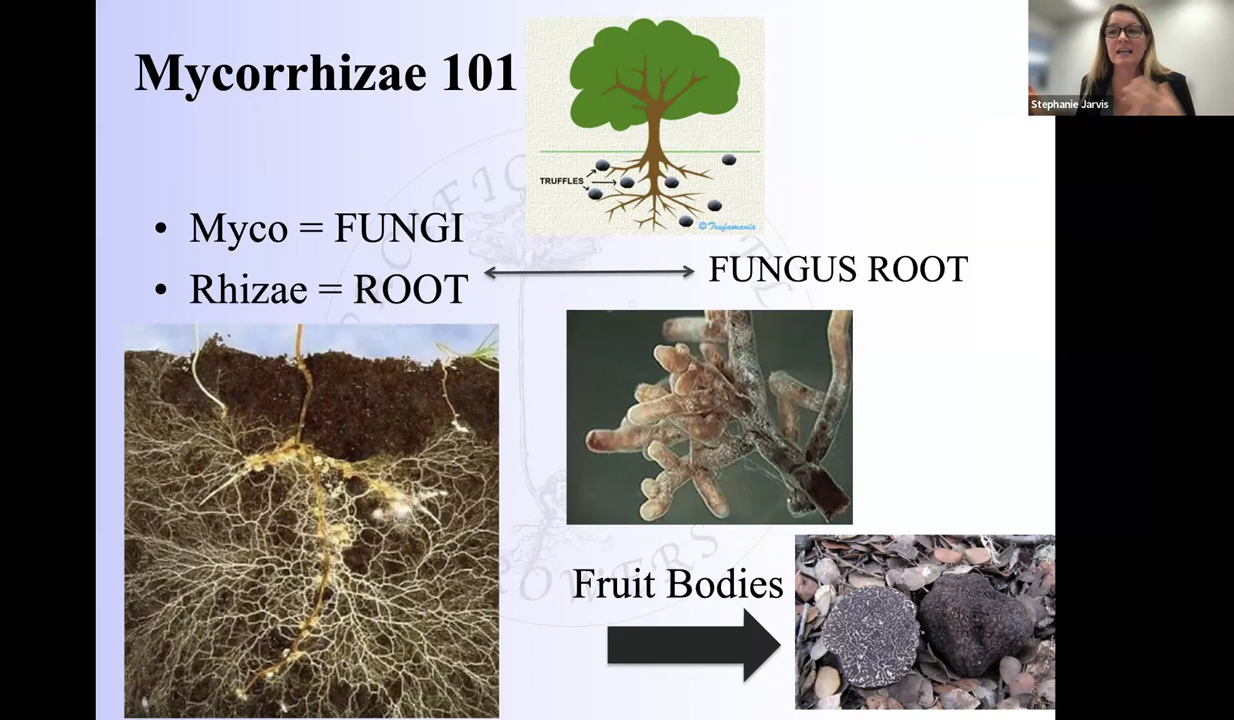 Mycorrhizae 101
TRUFFLES
© Trufamania
• Myco = FUNGI
• Rhizae = ROOT
FUNGUS ROOT
Fruit Bodies
Stephanie Jarvis